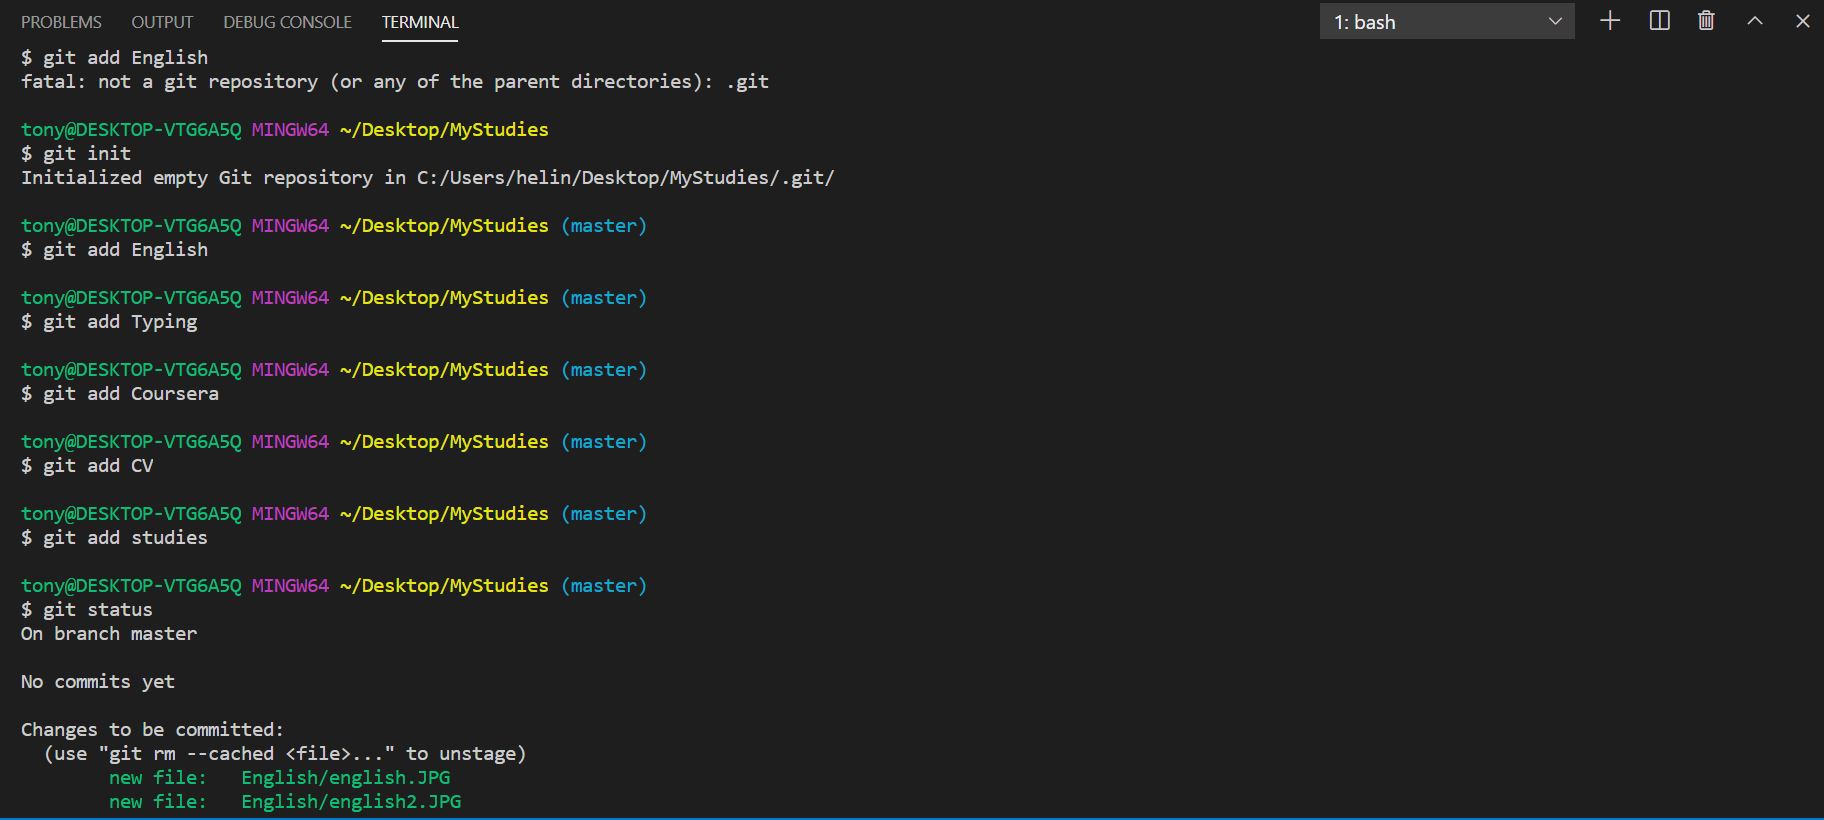 PROBLEMS OUTPUT DEBUG CONSOLE TERMINAL 1: bash
$ git add English
fatal: not a git repository (or any of the parent directories): .git
tony@DESKTOP-VTG6A5Q MINGW64 ~/Desktop/MyStudies
$ git init
Initialized empty Git repository in C:/Users/helin/Desktop/MyStudies/.git/
tony@DESKTOP-VTG6A5Q MINGW64 ~/Desktop/MyStudies (master)
$ git add English
tony@DESKTOP-VTG6A5Q MINGW64 ~/Desktop/MyStudies (master)
$ git add Typing
tony@DESKTOP-VTG6A5Q MINGW64 ~/Desktop/MyStudies (master)
$ git add Coursera
tony@DESKTOP-VTG6A5Q MINGW64 ~/Desktop/MyStudies (master)
$ git add CV
tony@DESKTOP-VTG6A5Q MINGW64 ~/Desktop/MyStudies (master)
$ git add studies
tony@DESKTOP-VTG6A5Q MINGW64 ~/Desktop/MyStudies (master)
$ git status
On branch master
No commits yet
Changes to be committed:
(use "git rm --cached <file>..." to unstage)
new file: English/english.JPG
new file: English/english2.JPG